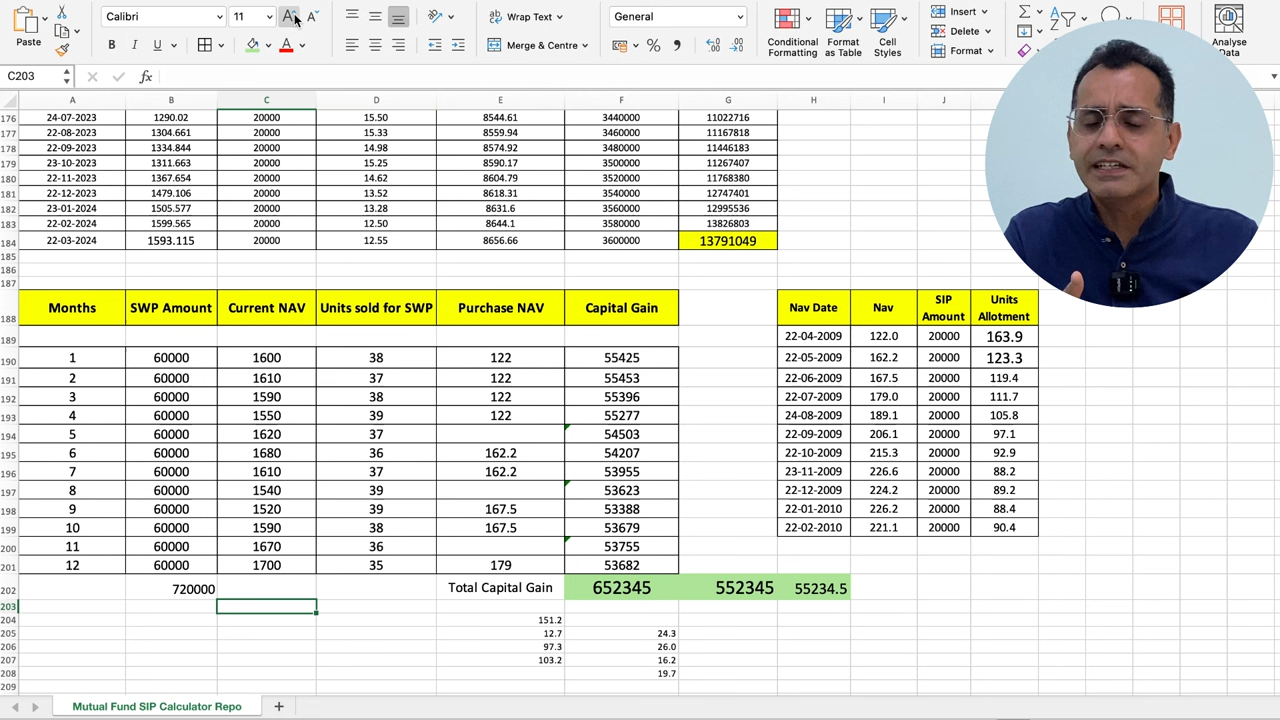 Calibri 11 A A Wrap Text General Insert
Paste B I U A Merge & Centre % Conditional Formatting Format as Table Cell Styles Delete Format Analyse Data
C203 fx
A B C D E F G H I J K
176 24-07-2023 1290.02 20000 15.50 8544.61 3440000 11022716
177 22-08-2023 1304.661 20000 15.33 8559.94 3460000 11167818
178 22-09-2023 1334.844 20000 14.98 8574.92 3480000 11446183
179 23-10-2023 1311.663 20000 15.25 8590.17 3500000 11267407
180 22-11-2023 1367.654 20000 14.62 8604.79 3520000 11768380
181 22-12-2023 1479.106 20000 13.52 8618.31 3540000 12747401
182 23-01-2024 1505.577 20000 13.28 8631.6 3560000 12995536
183 22-02-2024 1599.565 20000 12.50 8644.1 3580000 13826803
184 22-03-2024 1593.115 20000 12.55 8656.66 3600000 13791049
185
186
187
188 Months SWP Amount Current NAV Units sold for SWP Purchase NAV Capital Gain Nav Date Nav SIP Amount Units Allotment
189 22-04-2009 122.0 20000 163.9
190 1 60000 1600 38 122 55425 22-05-2009 162.2 20000 123.3
191 2 60000 1610 37 122 55453 22-06-2009 167.5 20000 119.4
192 3 60000 1590 38 122 55396 22-07-2009 179.0 20000 111.7
193 4 60000 1550 39 122 55277 24-08-2009 189.1 20000 105.8
194 5 60000 1620 37 54503 22-09-2009 206.1 20000 97.1
195 6 60000 1680 36 162.2 54207 22-10-2009 215.3 20000 92.9
196 7 60000 1610 37 162.2 53955 23-11-2009 226.6 20000 88.2
197 8 60000 1540 39 53623 22-12-2009 224.2 20000 89.2
198 9 60000 1520 39 167.5 53388 22-01-2010 226.2 20000 88.4
199 10 60000 1590 38 167.5 53679 22-02-2010 221.1 20000 90.4
200 11 60000 1670 36 53755
201 12 60000 1700 35 179 53682
202 720000 Total Capital Gain 652345 552345 55234.5
203
204 151.2
205 12.7 24.3
206 97.3 26.0
207 103.2 16.2
208 19.7
209
Mutual Fund SIP Calculator Repo +